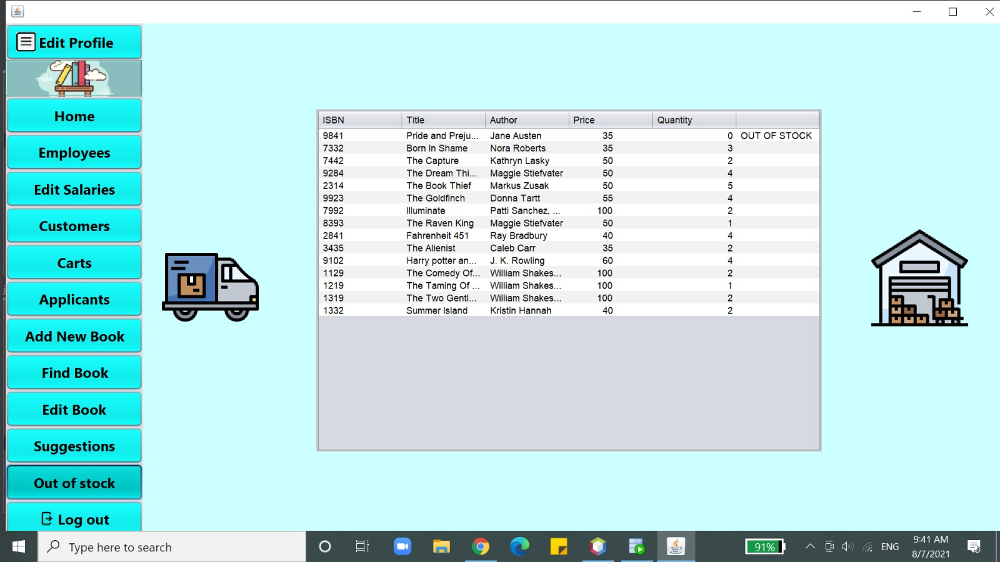 Edit Profile
Home
Employees
Edit Salaries
Customers
Carts
Applicants
Add New Book
Find Book
Edit Book
Suggestions
Out of stock
Log out
ISBN Title Author Price Quantity
9841 Pride and Preju... Jane Austen 35 0 OUT OF STOCK
7332 Born In Shame Nora Roberts 35 3
7442 The Capture Kathryn Lasky 50 2
9284 The Dream Thi... Maggie Stiefvater 50 4
2314 The Book Thief Markus Zusak 50 5
9923 The Goldfinch Donna Tartt 55 4
7992 Illuminate Patti Sanchez, ... 100 2
8393 The Raven King Maggie Stiefvater 50 1
2841 Fahrenheit 451 Ray Bradbury 40 4
3435 The Alienist Caleb Carr 35 2
9102 Harry potter an... J. K. Rowling 60 4
1129 The Comedy Of... William Shakes... 100 2
1219 The Taming Of ... William Shakes... 100 1
1319 The Two Gentl... William Shakes... 100 2
1332 Summer Island Kristin Hannah 40 2
Type here to search
91%
ENG
9:41 AM
8/7/2021